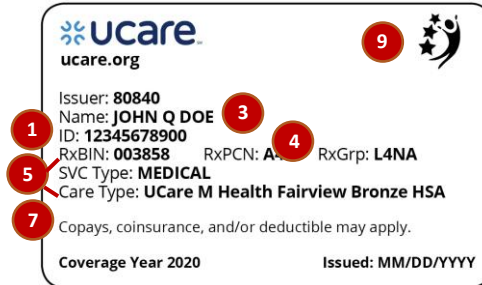 ucare
ucare.org
9
Issuer: 80840
Name: JOHN Q DOE
3
1
ID: 12345678900
4
RxBIN: 003858 RxPCN: RxGrp: L4NA
5
SVC Type: MEDICAL
Care Type: UCare M Health Fairview Bronze HSA
7
Copays, coinsurance, and/or deductible may apply.
Coverage Year 2020 Issued: MM/DD/YYYY